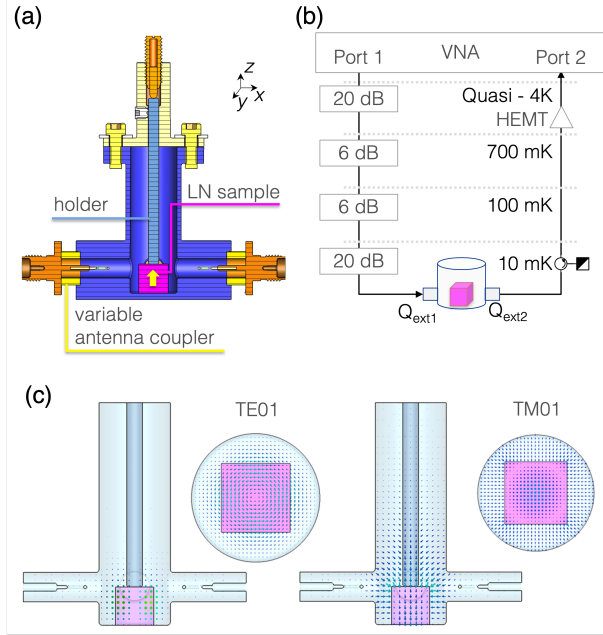 (a)
z
y x
holder
LN sample
variable
antenna coupler
(b)
VNA
Port 1
Port 2
20 dB
Quasi - 4K
HEMT
6 dB
700 mK
6 dB
100 mK
20 dB
10 mK
Qext1
Qext2
(c)
TE01
TM01